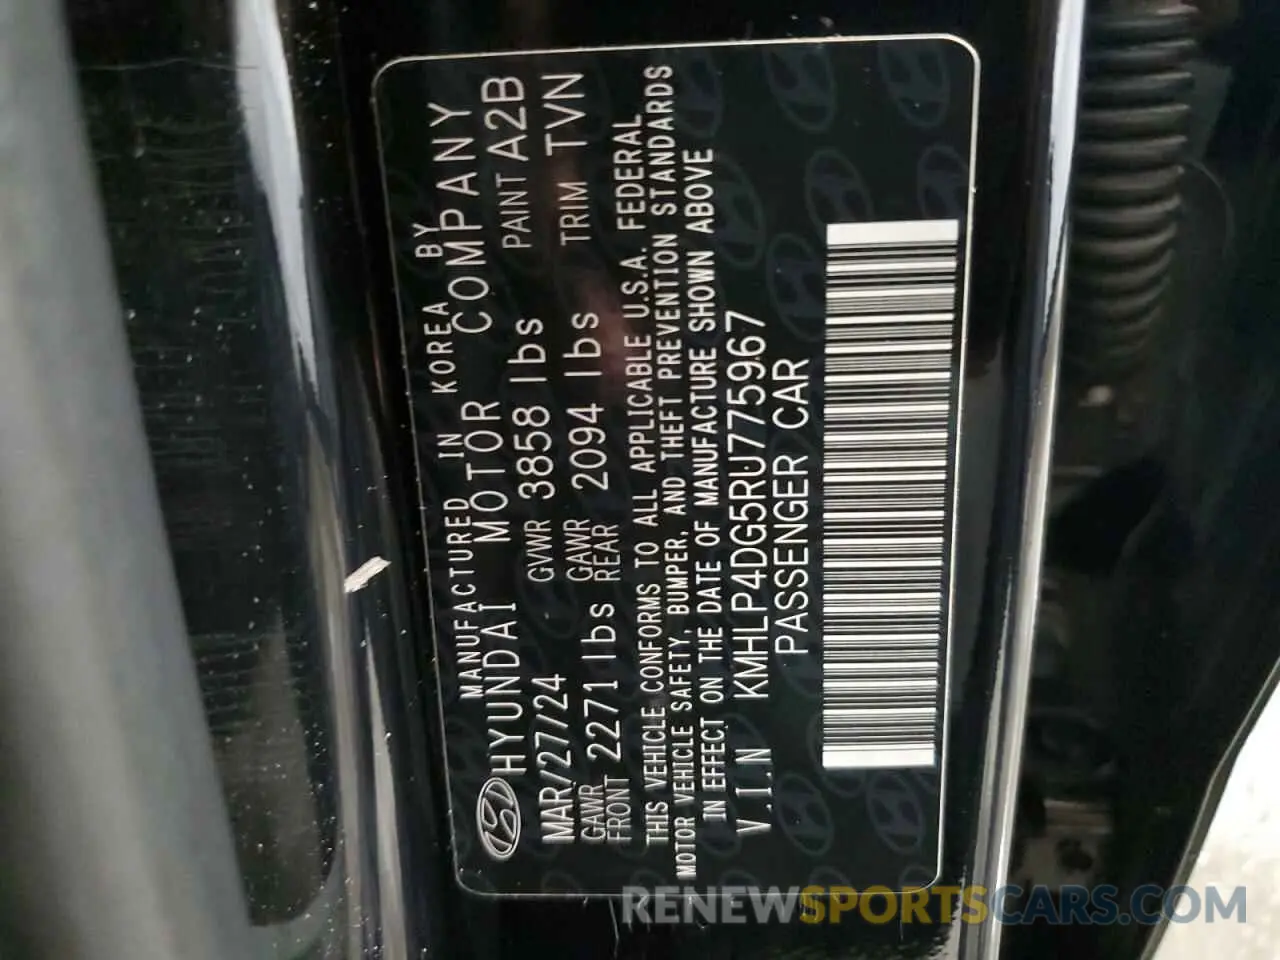 MANUFACTURED IN KOREA BY
HYUNDAI MOTOR COMPANY
MAR/27/24 GVWR 3858 lbs PAINT A2B
GAWR FRONT 2271 lbs GAWR REAR 2094 lbs TRIM TVN
THIS VEHICLE CONFORMS TO ALL APPLICABLE U.S.A. FEDERAL
MOTOR VEHICLE SAFETY, BUMPER, AND THEFT PREVENTION STANDARDS
IN EFFECT ON THE DATE OF MANUFACTURE SHOWN ABOVE
V.I.N KMHLP4DG5RU775967
PASSENGER CAR
RENEWSPORTSCARS.COM